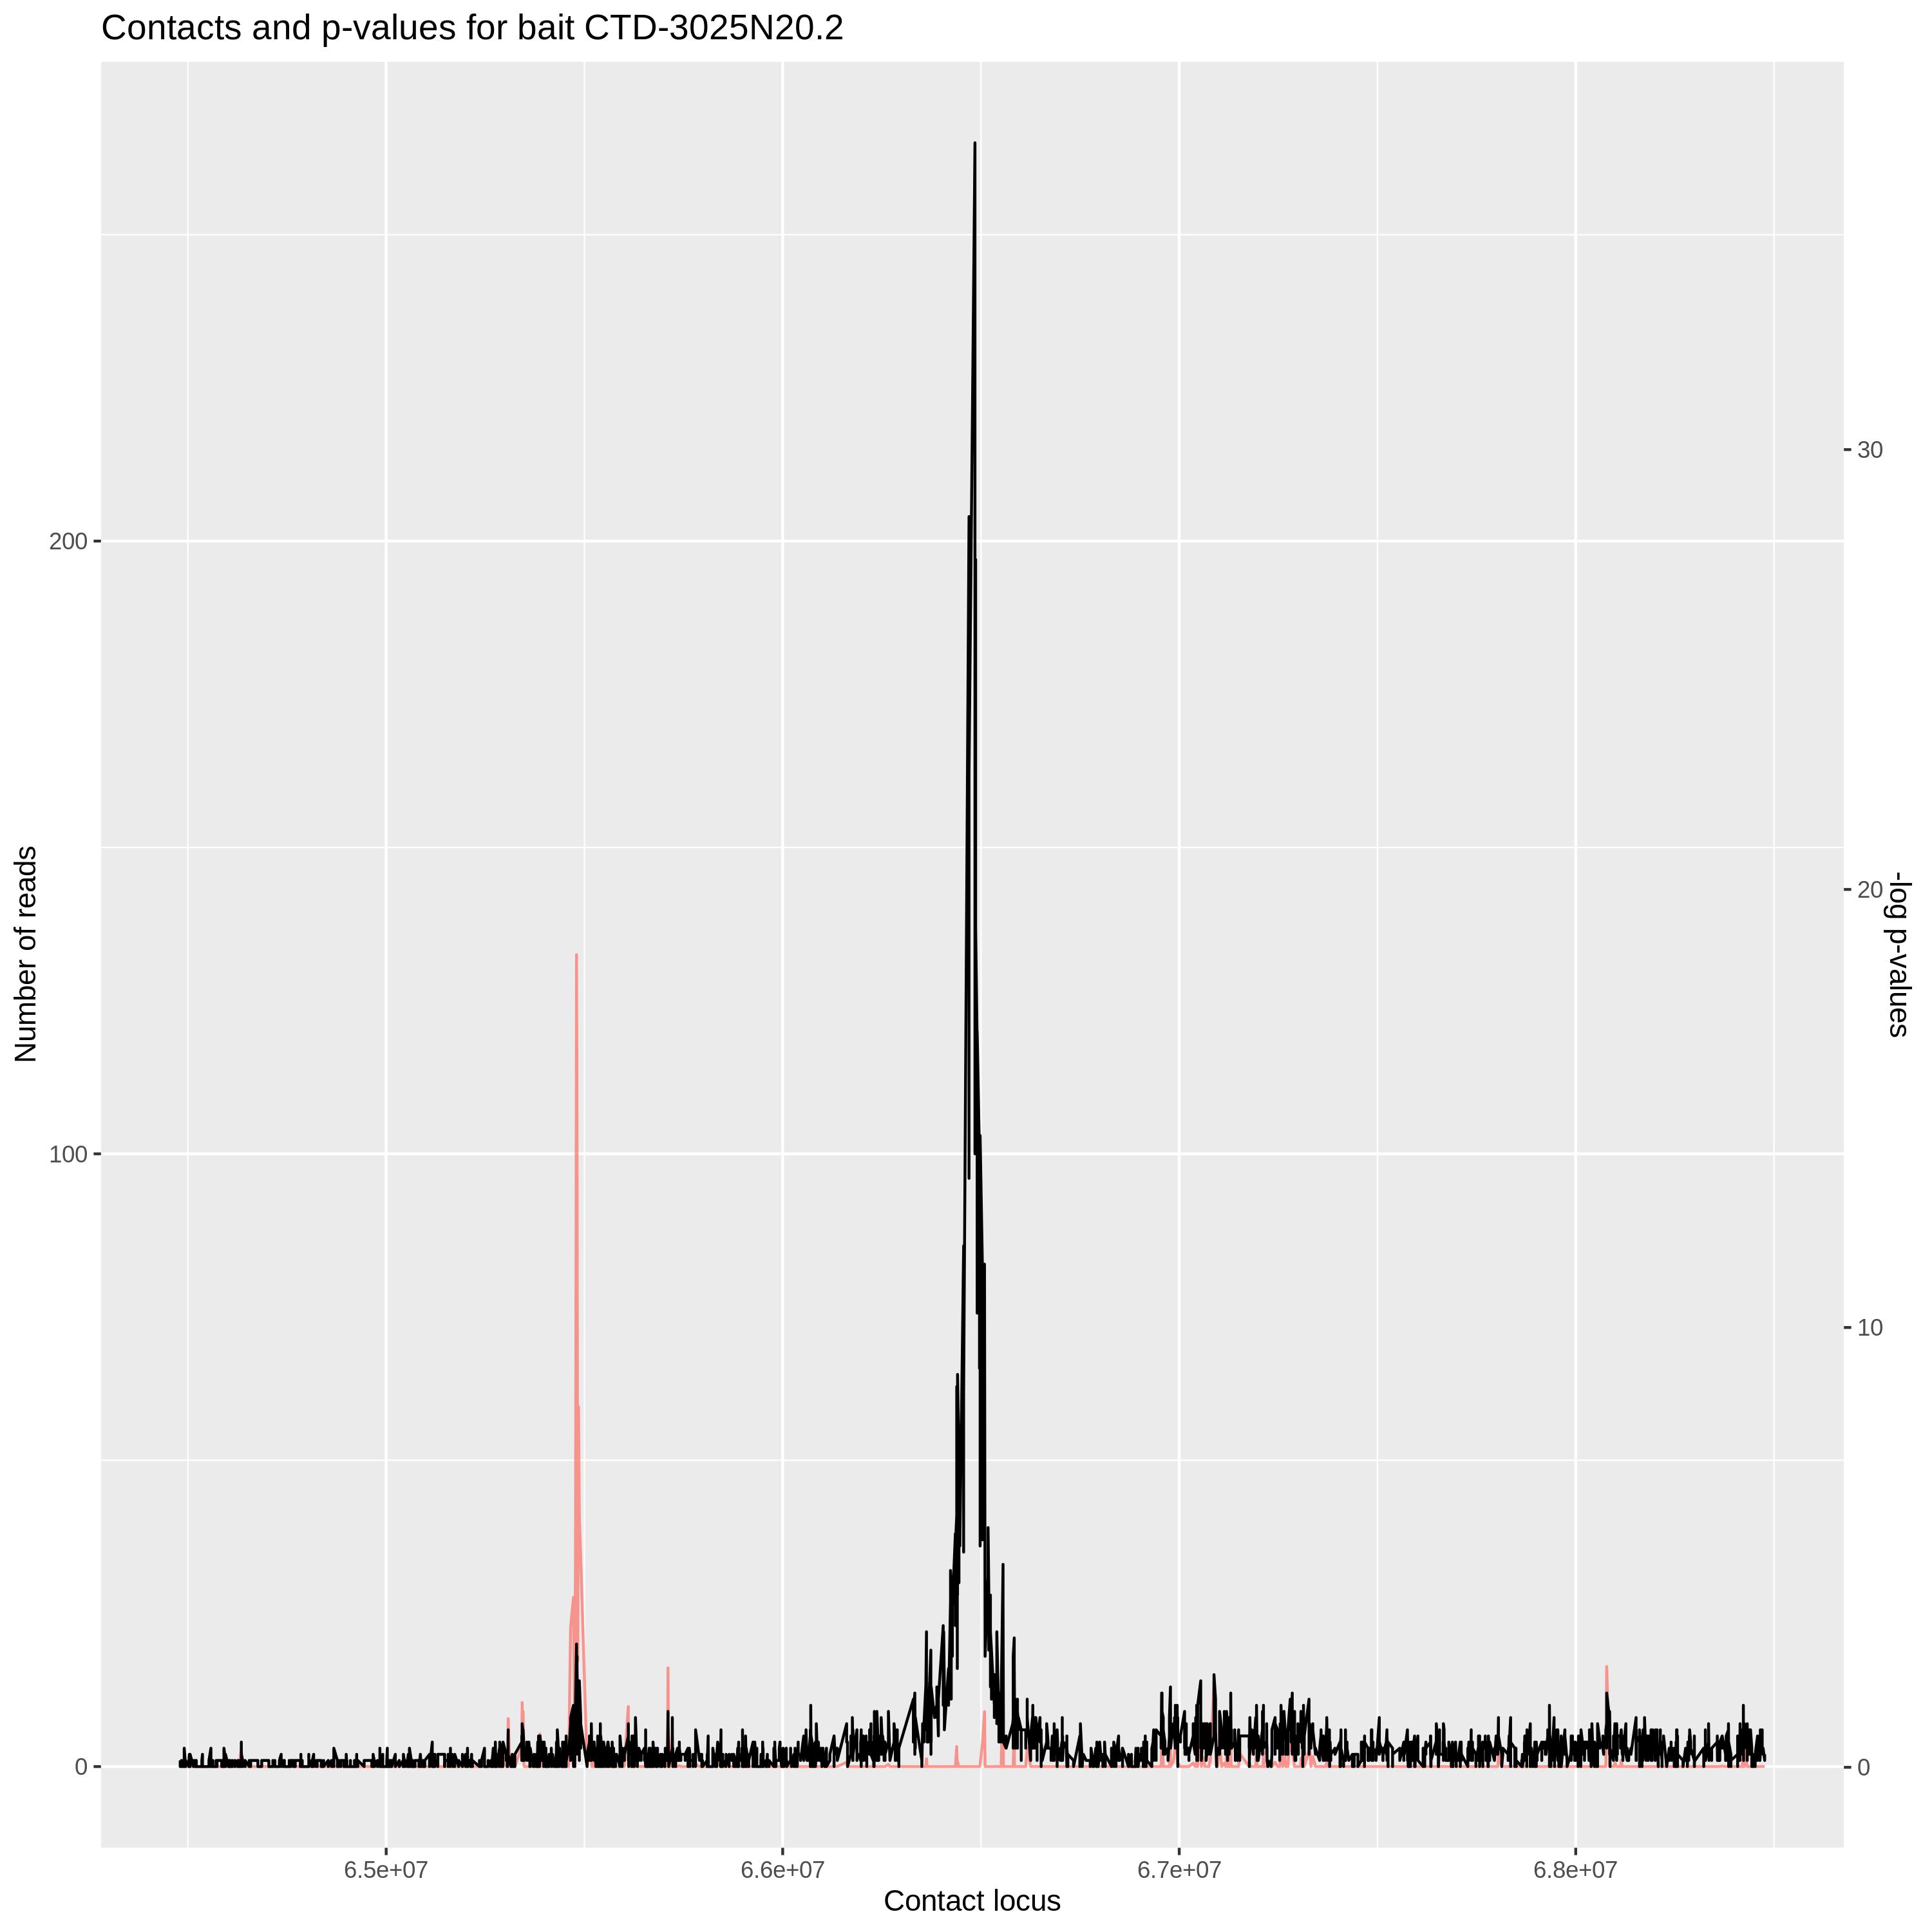 Contacts and p-values for bait CTD-3025N20.2
Number of reads
200
100
0
30
20
10
0
-log p-values
6.5e+07
6.6e+07
6.7e+07
6.8e+07
Contact locus